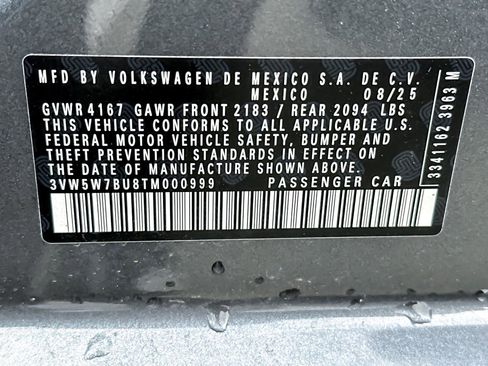 MFD BY VOLKSWAGEN DE MEXICO S.A. DE C.V.
MEXICO 08/25
GVWR 4167 GAWR FRONT 2183 / REAR 2094 LBS
THIS VEHICLE CONFORMS TO ALL APPLICABLE U.S.
FEDERAL MOTOR VEHICLE SAFETY, BUMPER AND
THEFT PREVENTION STANDARDS IN EFFECT ON
THE DATE OF MANUFACTURE SHOWN ABOVE.
3VW5W7BU8TM000999 PASSENGER CAR
3341162 3963 M